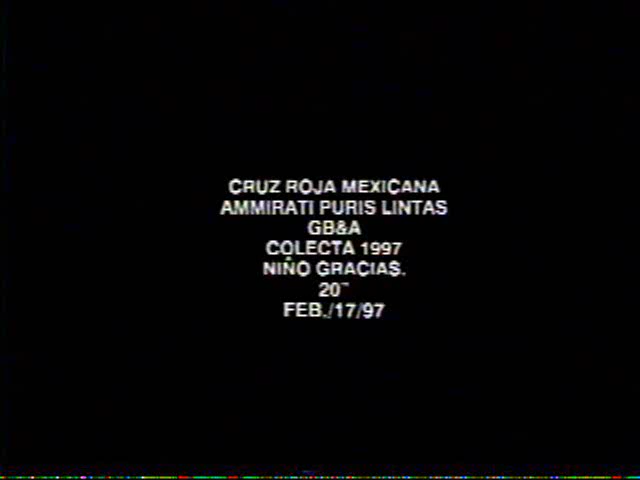 CRUZ ROJA MEXICANA
AMMIRATI PURIS LINTAS
GB&A
COLECTA 1997
NIÑO GRACIAS.
20"
FEB./17/97